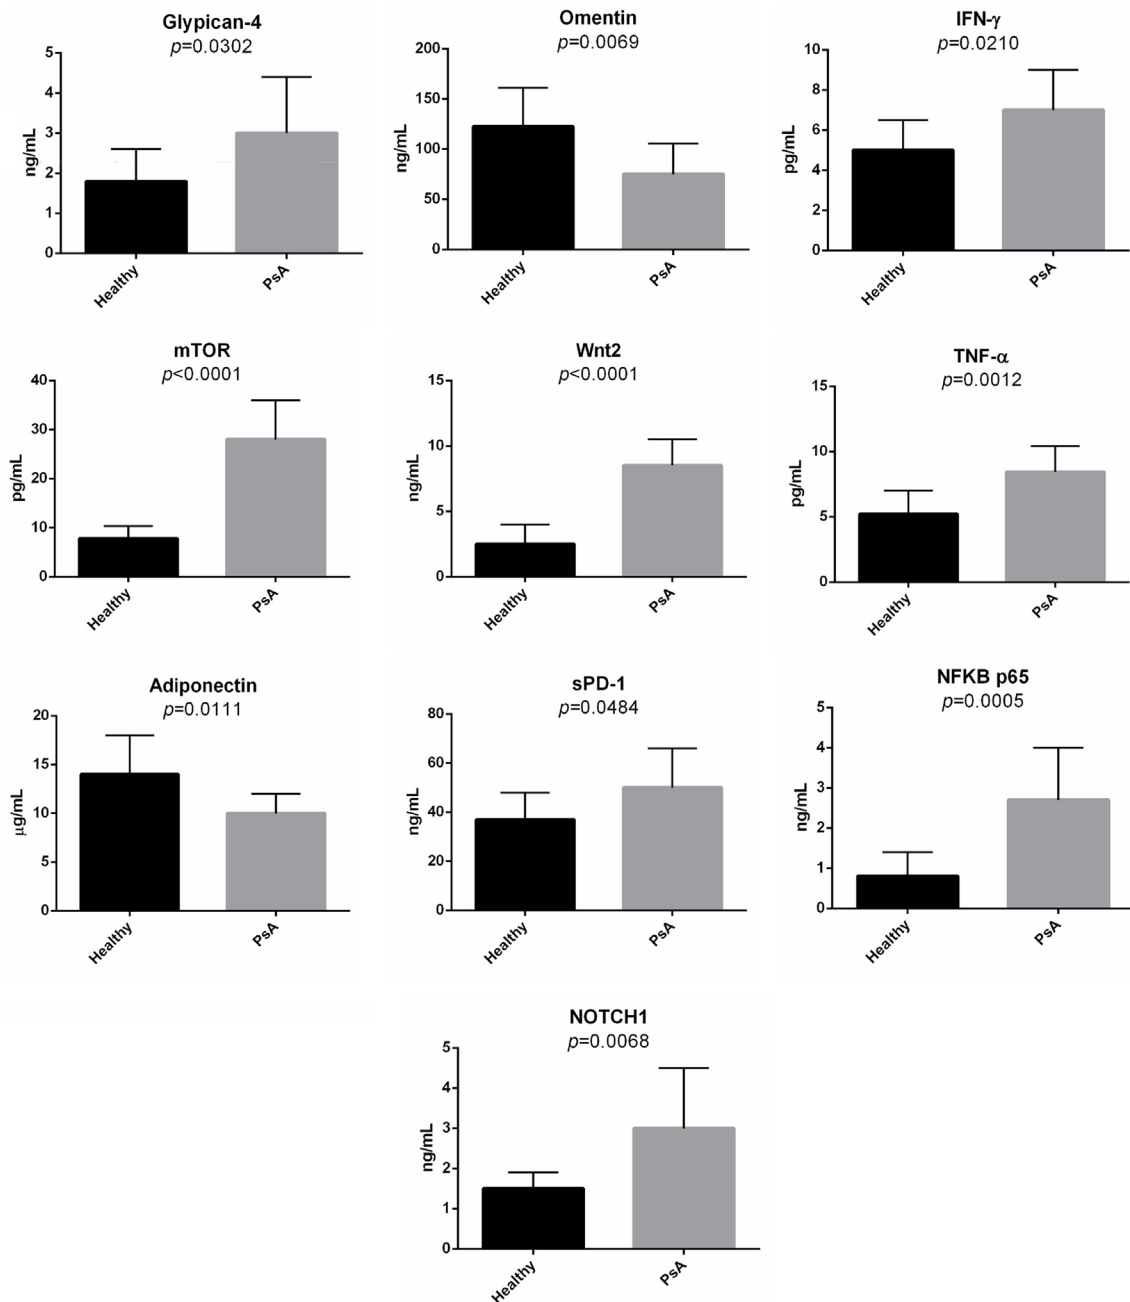 Glypican-4
p=0.0302
5
4
3
2
1
0
ng/mL
Healthy
PsA
Omentin
p=0.0069
200
150
100
50
0
ng/mL
Healthy
PsA
IFN-γ
p=0.0210
10
8
6
4
2
0
pg/mL
Healthy
PsA
mTOR
p<0.0001
40
30
20
10
0
pg/mL
Healthy
PsA
Wnt2
p<0.0001
15
10
5
0
ng/mL
Healthy
PsA
TNF-α
p=0.0012
15
10
5
0
pg/mL
Healthy
PsA
Adiponectin
p=0.0111
20
15
10
5
0
µg/mL
Healthy
PsA
sPD-1
p=0.0484
80
60
40
20
0
ng/mL
Healthy
PsA
NFKB p65
p=0.0005
5
4
3
2
1
0
ng/mL
Healthy
PsA
NOTCH1
p=0.0068
5
4
3
2
1
0
ng/mL
Healthy
PsA